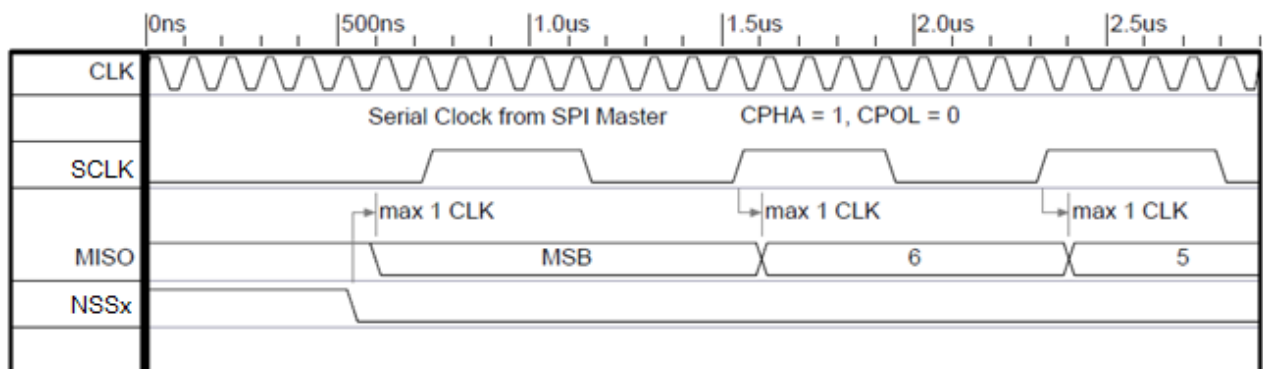 0ns 500ns 1.0us 1.5us 2.0us 2.5us
CLK
Serial Clock from SPI Master CPHA = 1, CPOL = 0
SCLK
max 1 CLK max 1 CLK max 1 CLK
MISO MSB 6 5
NSSx